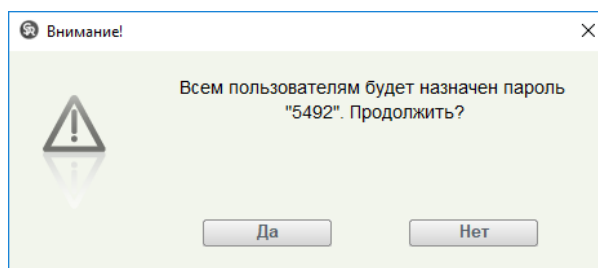 Внимание!
Всем пользователям будет назначен пароль
"5492". Продолжить?
Да Нет